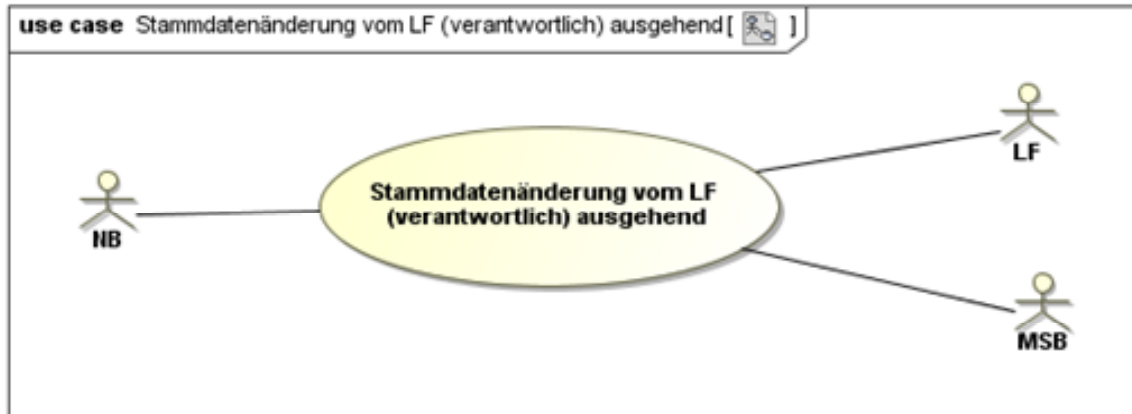 use case Stammdatenänderung vom LF (verantwortlich) ausgehend [ ]
LF
Stammdatenänderung vom LF
(verantwortlich) ausgehend
NB
MSB